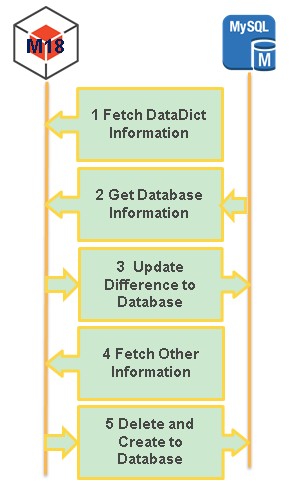 M18
MySQL
M
1 Fetch DataDict
Information
2 Get Database
Information
3 Update
Difference to
Database
4 Fetch Other
Information
5 Delete and
Create to
Database